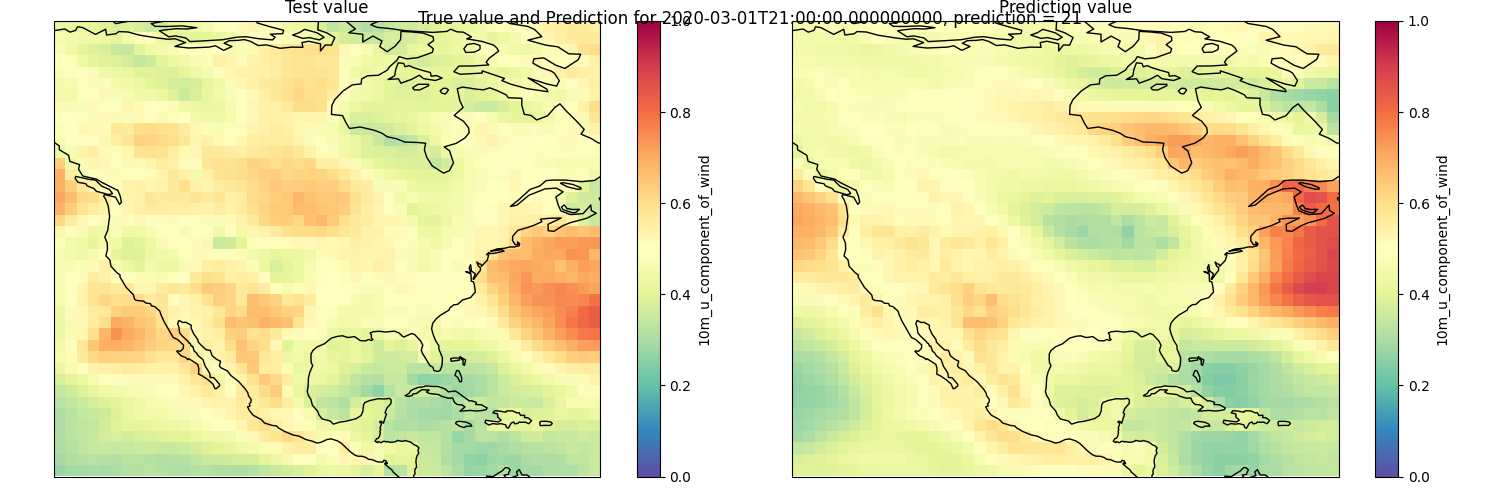 Test value
True value and Prediction for 2020-03-01T21:00:00.000000000, prediction = 21
Prediction value
1.0
0.8
0.6
0.4
0.2
0.0
10m_u_component_of_wind
1.0
0.8
0.6
0.4
0.2
0.0
10m_u_component_of_wind